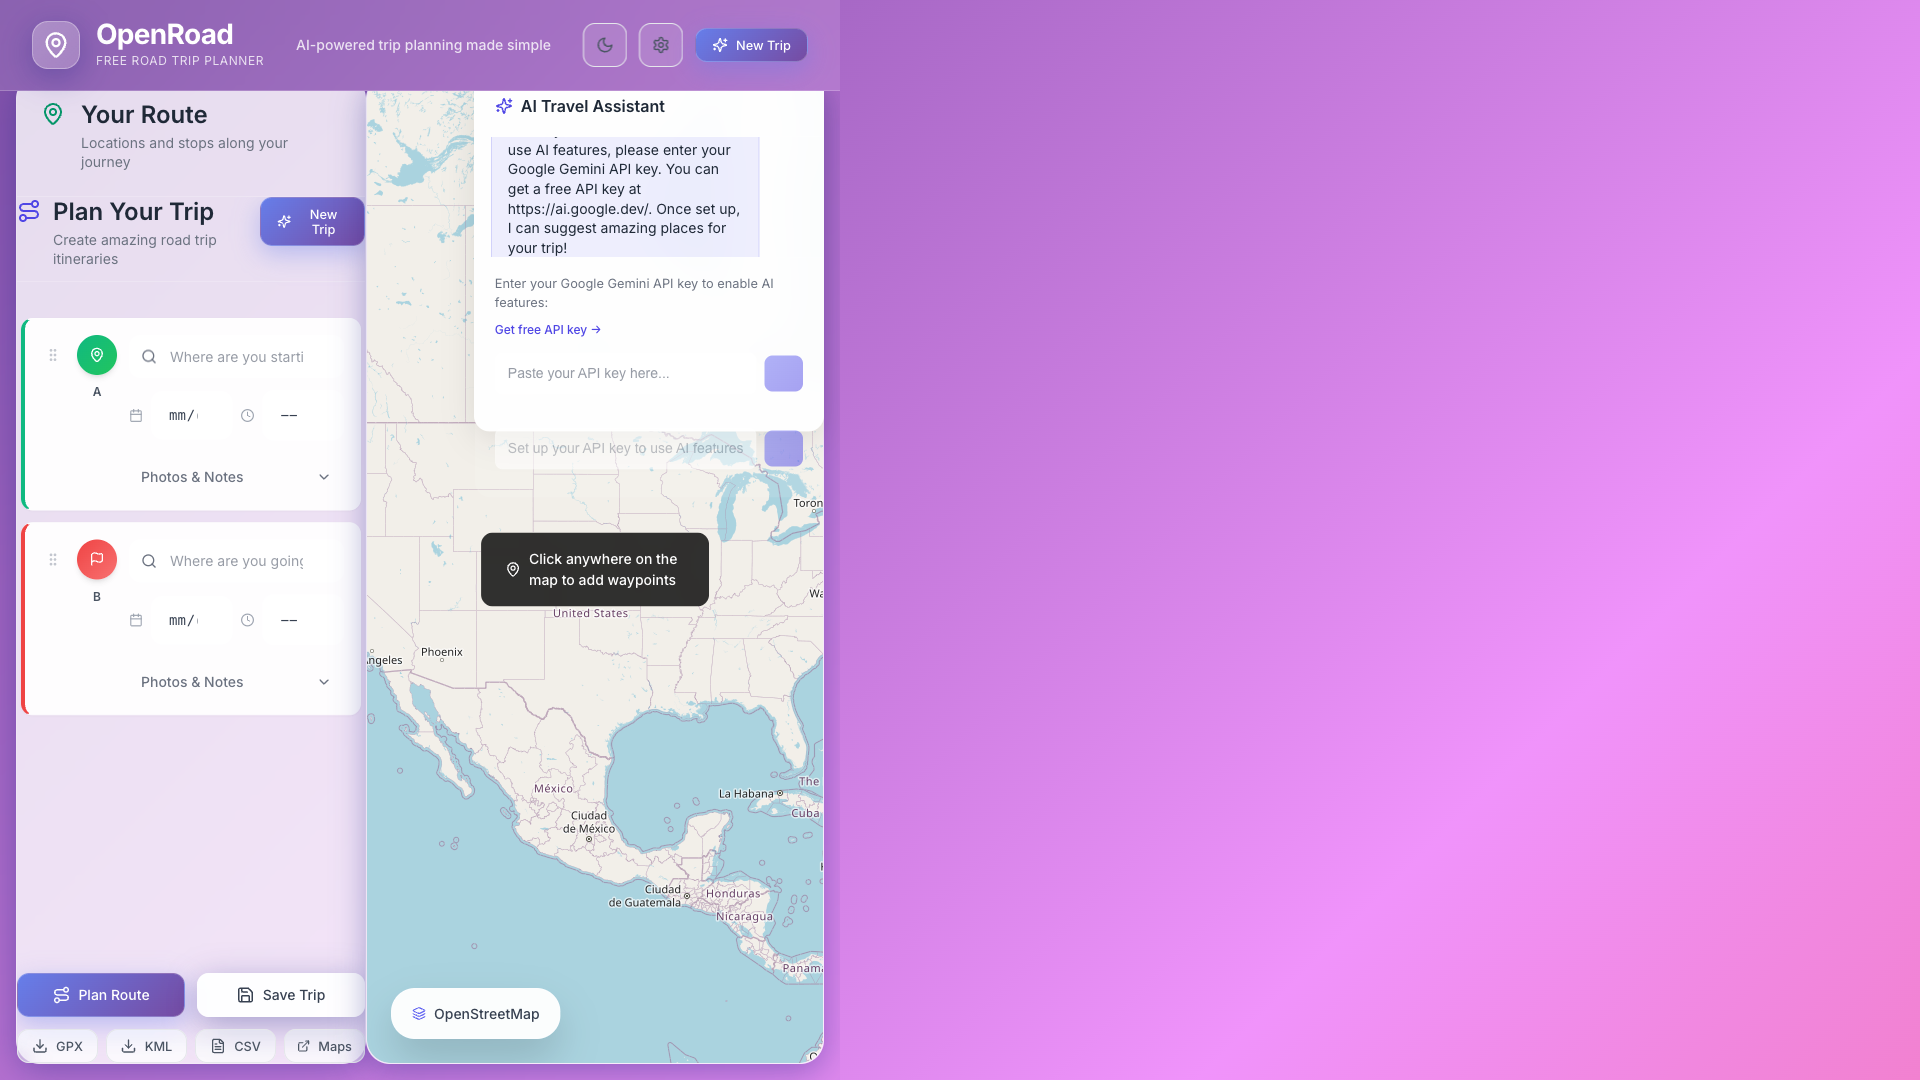 OpenRoad
FREE ROAD TRIP PLANNER
AI-powered trip planning made simple
New Trip
Your Route
Locations and stops along your
journey
Plan Your Trip
Create amazing road trip
itineraries
New
Trip
Where are you starti
A
mm/
--
Photos & Notes
Where are you going
B
mm/
--
Photos & Notes
Plan Route
Save Trip
GPX
KML
CSV
Maps
AI Travel Assistant
use AI features, please enter your
Google Gemini API key. You can
get a free API key at
https://ai.google.dev/. Once set up,
I can suggest amazing places for
your trip!
Enter your Google Gemini API key to enable AI
features:
Get free API key →
Paste your API key here...
Set up your API key to use AI features
Toron
Click anywhere on the
map to add waypoints
Wa
United States
Phoenix
ngeles
The
México
La Habana
Cuba
Ciudad
de México
Ciudad
de Guatemala
Honduras
Nicaragua
Panamá
OpenStreetMap